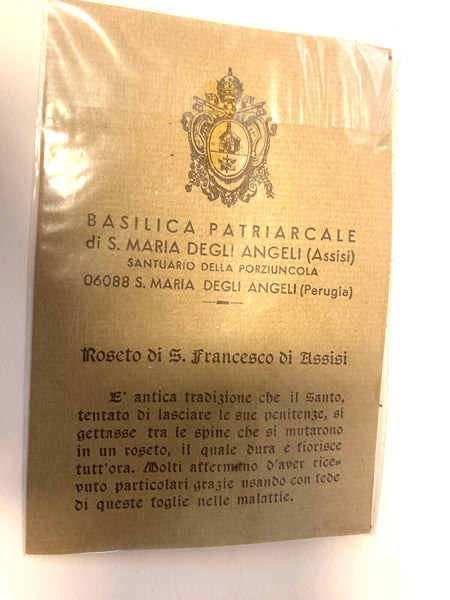 BASILICA PATRIARCALE
di S. MARIA DEGLI ANGELI (Assisi)
SANTUARIO DELLA PORZIUNCOLA
06088 S. MARIA DEGLI ANGELI (Perugia)
Roseto di S. Francesco di Assisi
E' antica tradizione che il Santo,
tentato di lasciare le sue penitenze, si
gettasse tra le spine che si mutarono
in un roseto, il quale dura e fiorisce
tutt'ora. Molti affermano d'aver rice-
vuto particolari grazie usando con fede
di queste foglie nelle malattie.